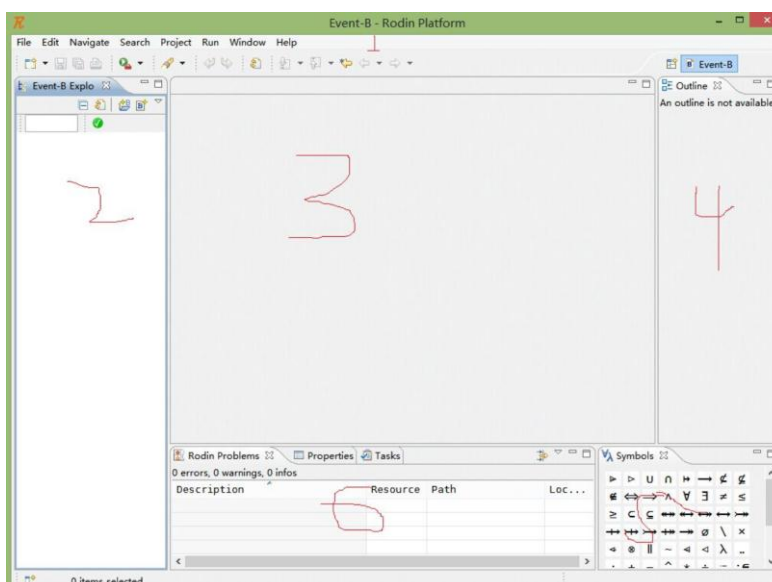 Event-B - Rodin Platform
File Edit Navigate Search Project Run Window Help
1
Event-B
Event-B Explo
Outline
An outline is not available
2
3
4
Rodin Problems Properties Tasks
Symbols
0 errors, 0 warnings, 0 infos
Description Resource Path Loc...
5
6
0 items selected